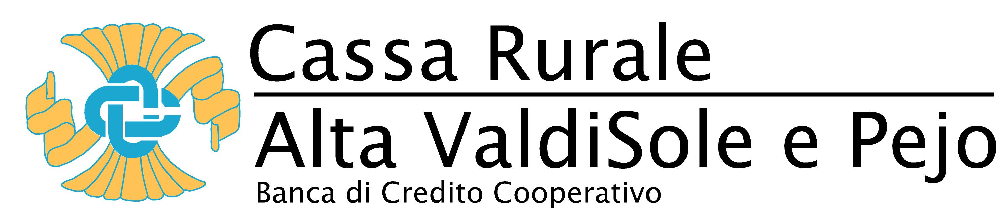 Cassa Rurale
Alta ValdiSole e Pejo
Banca di Credito Cooperativo